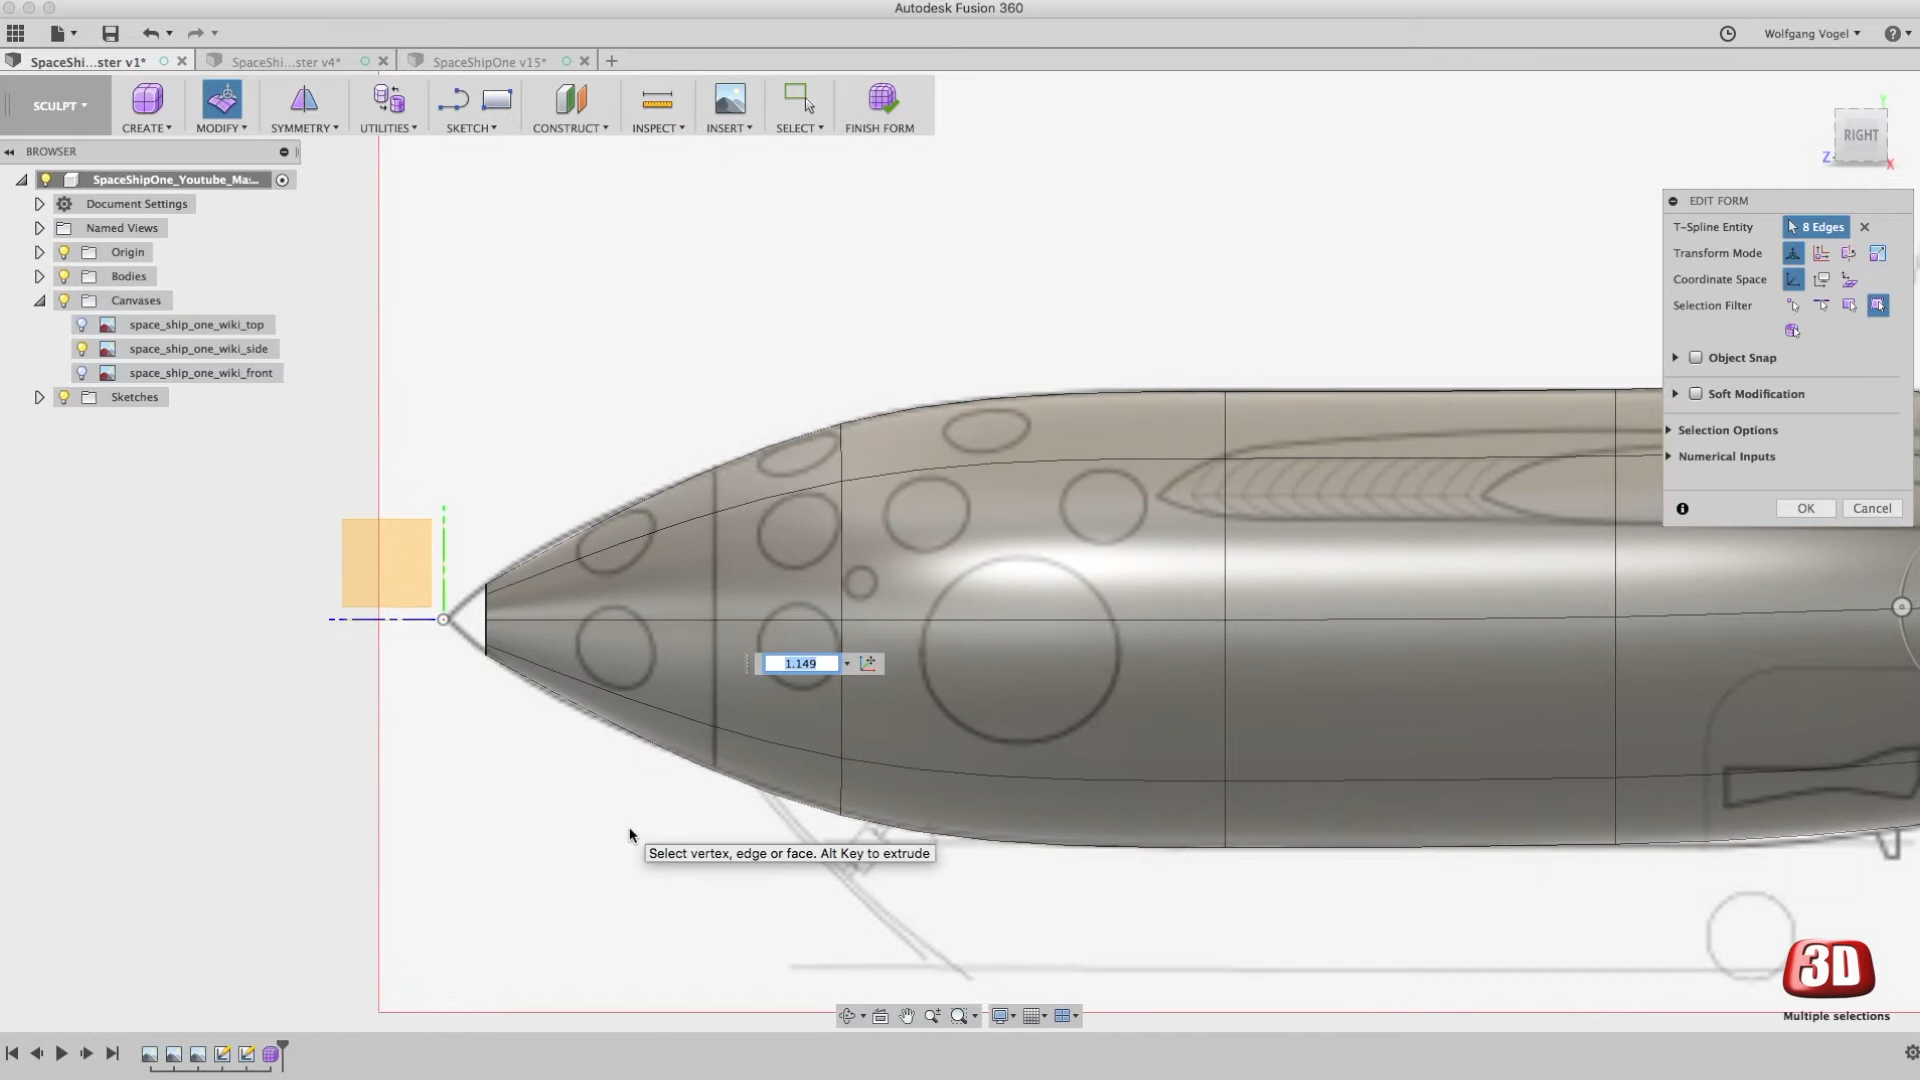 Autodesk Fusion 360
Wolfgang Vogel
SpaceShi...ster v1*
SpaceShi...ster v4*
SpaceShipOne v15*
SCULPT
CREATE
MODIFY
SYMMETRY
UTILITIES
SKETCH
CONSTRUCT
INSPECT
INSERT
SELECT
FINISH FORM
BROWSER
SpaceShipOne_Youtube_Ma:...
Document Settings
Named Views
Origin
Bodies
Canvases
space_ship_one_wiki_top
space_ship_one_wiki_side
space_ship_one_wiki_front
Sketches
Y
RIGHT
Z
X
EDIT FORM
T-Spline Entity
8 Edges
Transform Mode
Coordinate Space
Selection Filter
Object Snap
Soft Modification
Selection Options
Numerical Inputs
OK
Cancel
1.149
Select vertex, edge or face. Alt Key to extrude
3D
Multiple selections